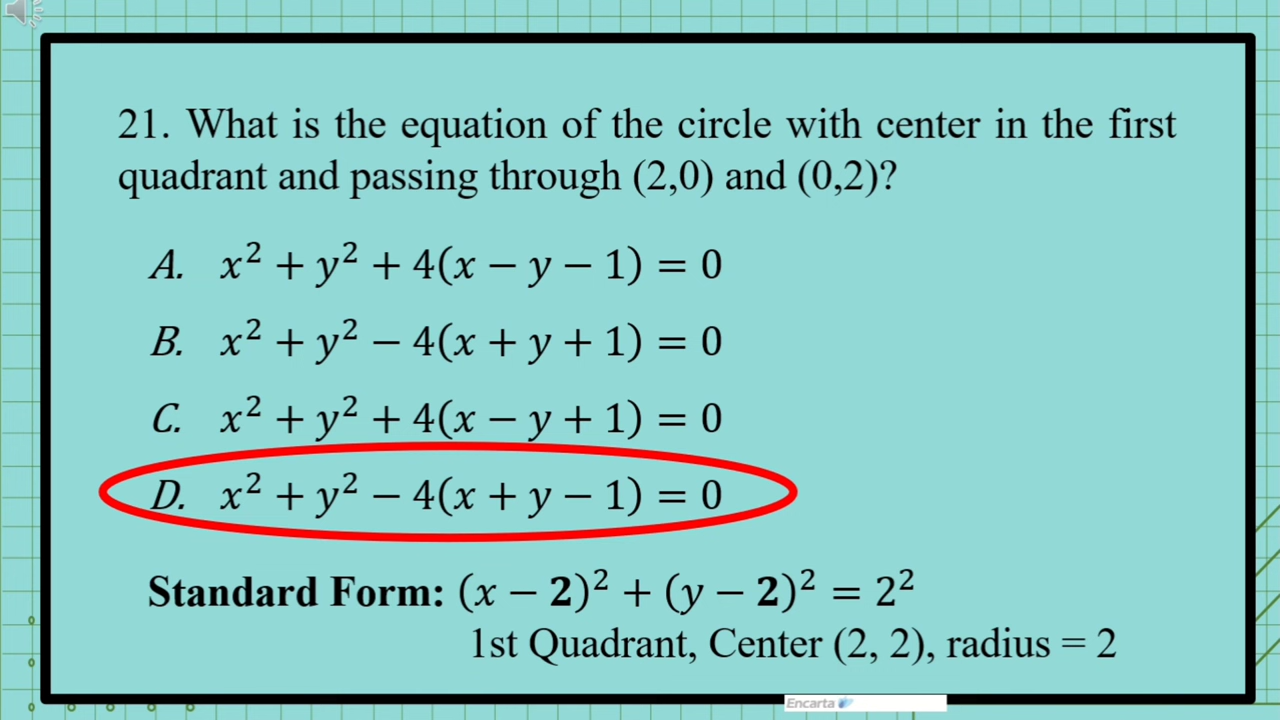 21. What is the equation of the circle with center in the first
quadrant and passing through (2,0) and (0,2)?
A. x² + y² + 4(x − y − 1) = 0
B. x² + y² − 4(x + y + 1) = 0
C. x² + y² + 4(x − y + 1) = 0
D. x² + y² − 4(x + y − 1) = 0
Standard Form: (x − 2)² + (y − 2)² = 2²
1st Quadrant, Center (2, 2), radius = 2
Encarta